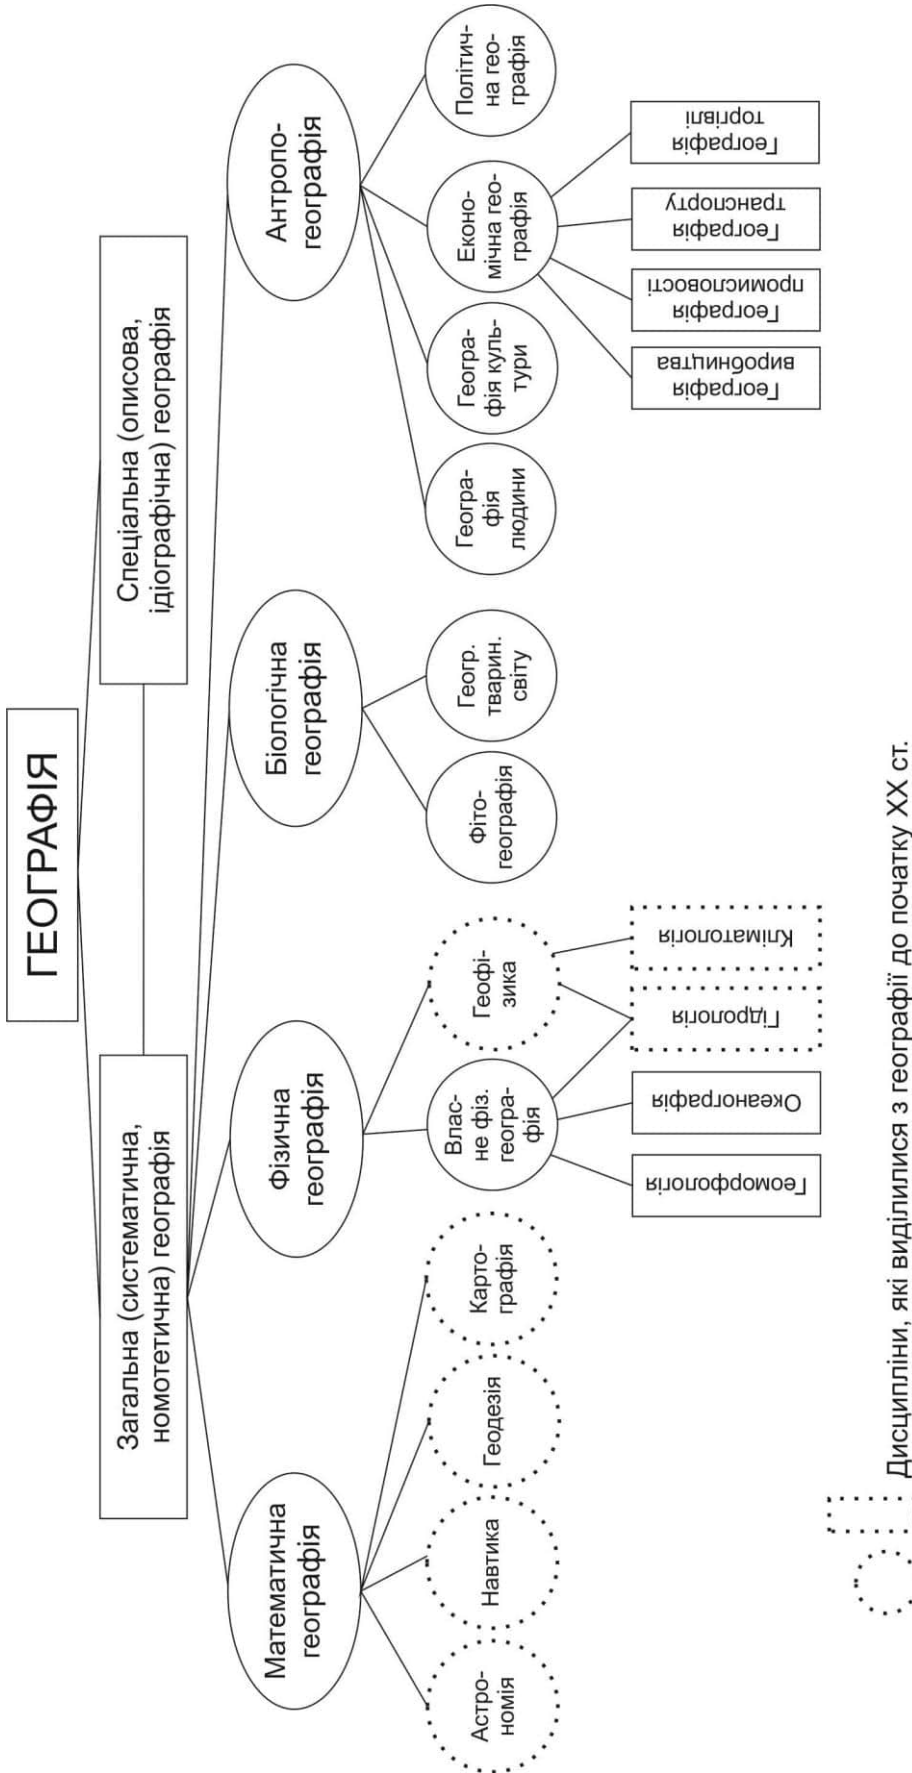 ГЕОГРАФІЯ
Загальна (систематична,
номотетична) географія
Спеціальна (описова,
ідіографічна) географія
Математична
географія
Фізична
географія
Біологічна
географія
Антропо-
географія
Астро-
номія
Навтика
Геодезія
Карто-
графія
Влас-
не фіз.
геогра-
фія
Геофі-
зика
Фіто-
географія
Геогр.
тварин.
світу
Геогра-
фія
людини
Геогра-
фія куль-
тури
Еконо-
мічна гео-
графія
Політич-
на гео-
графія
Геоморфологія
Океанографія
Гідрологія
Кліматологія
Географія
виробництва
Географія
промисловості
Географія
транспорту
Географія
торгівлі
Дисципліни, які виділилися з географії до початку ХХ ст.